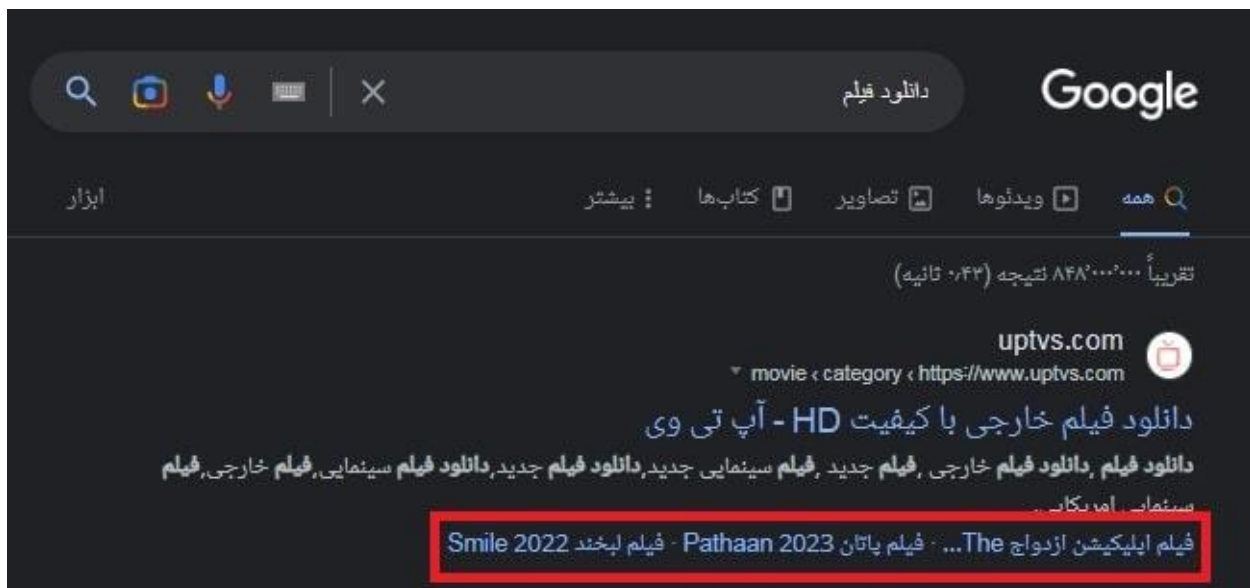 Google
دانلود فیلم
همه ویدئوها تصاویر کتاب‌ها بیشتر ابزار
تقریباً ۸۴۸٬۰۰۰٬۰۰۰ نتیجه (۰٫۴۳ ثانیه)
uptvs.com
movie ‹ category ‹ https://www.uptvs.com
دانلود فیلم خارجی با کیفیت HD - آپ تی وی
دانلود فیلم ,دانلود فیلم خارجی ,فیلم جدید ,فیلم سینمایی جدید,دانلود فیلم جدید,دانلود فیلم سینمایی,فیلم خارجی,فیلم
سینمایی امریکایی.
فیلم اپلیکیشن ازدواج The... · فیلم پاتان Pathaan 2023 · فیلم لبخند Smile 2022